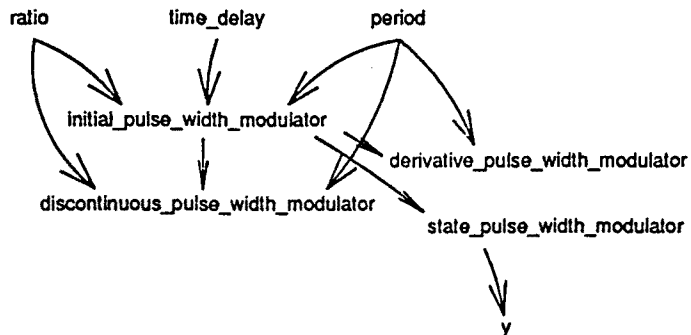 ratio time_delay period
initial_pulse_width_modulator
derivative_pulse_width_modulator
discontinuous_pulse_width_modulator
state_pulse_width_modulator
y